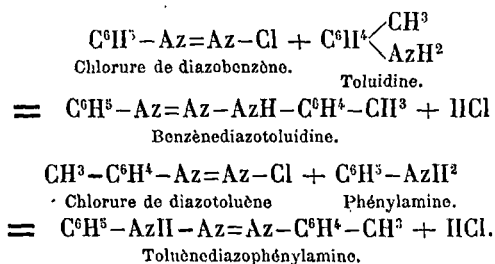 C⁶H⁵–Az=Az–Cl + C⁶H⁴<CH³
AzH²
Chlorure de diazobenzène. Toluidine.
= C⁶H⁵–Az=Az–AzH–C⁶H⁴–CH³ + HCl
Benzènediazotoluidine.
CH³–C⁶H⁴–Az=Az–Cl + C⁶H⁵–AzH²
Chlorure de diazotoluène Phénylamine.
= C⁶H⁵–AzH–Az=Az–C⁶H⁴–CH³ + HCl.
Toluènediazophénylamine.